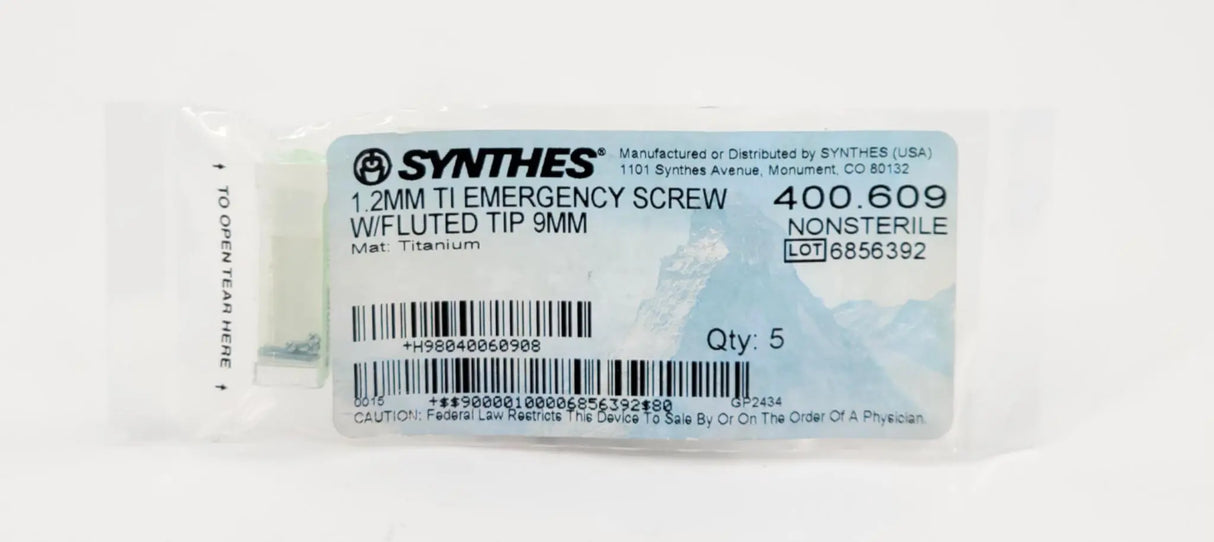 ↑ TO OPEN TEAR HERE ↑
SYNTHES®
Manufactured or Distributed by SYNTHES (USA)
1101 Synthes Avenue, Monument, CO 80132
1.2MM TI EMERGENCY SCREW
W/FLUTED TIP 9MM
Mat: Titanium
400.609
NONSTERILE
LOT 6856392
+H98040060908
Qty: 5
0015 +$$90000100006856392$80 GP2434
CAUTION: Federal Law Restricts This Device To Sale By Or On The Order Of A Physician.